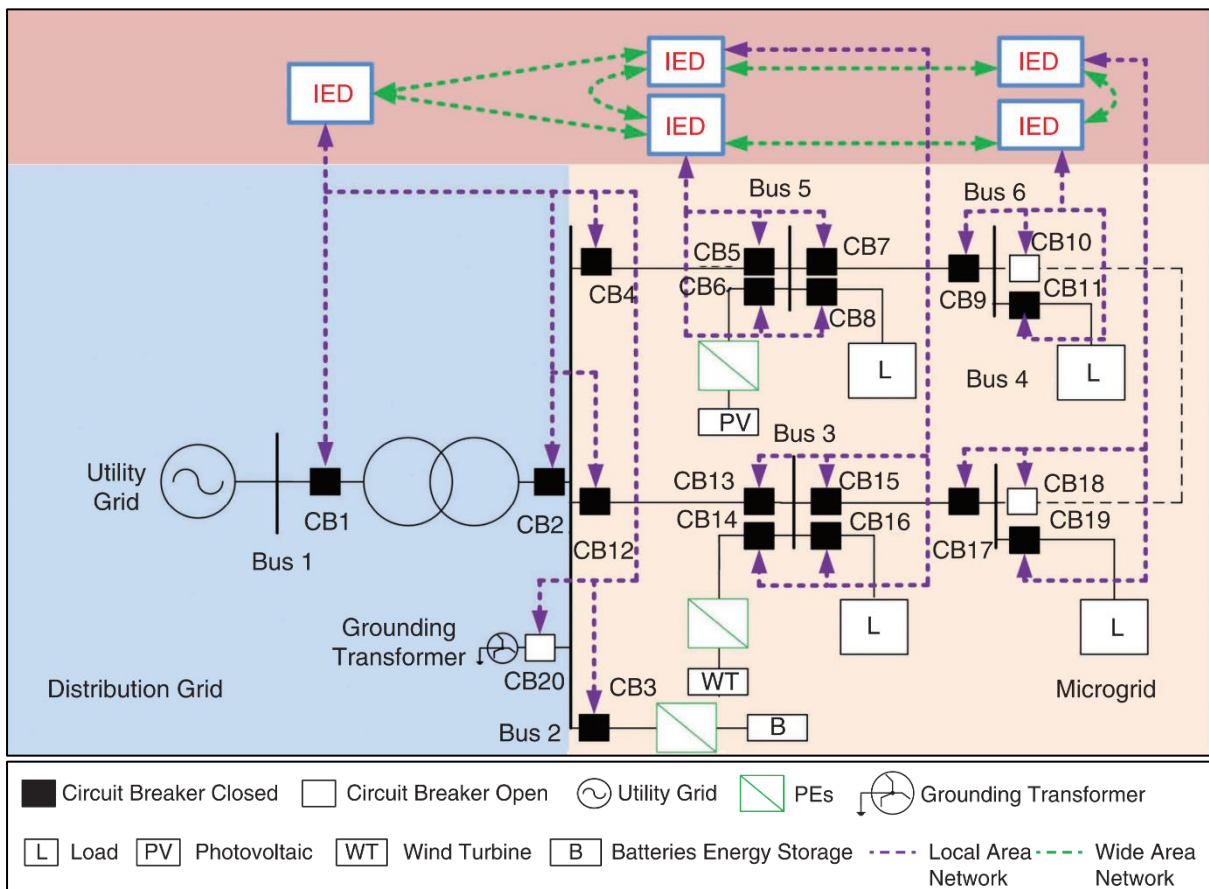 IED
IED
IED
IED
IED
Bus 5
Bus 6
CB5
CB7
CB10
CB4
CB6
CB8
CB9
CB11
L
L
PV
Bus 4
Bus 3
Utility
Grid
CB13
CB15
CB18
CB1
CB2
CB14
CB16
CB19
Bus 1
CB12
CB17
Grounding
Transformer
L
L
Distribution Grid
CB20
CB3
WT
Microgrid
Bus 2
B
Circuit Breaker Closed
Circuit Breaker Open
Utility Grid
PEs
Grounding Transformer
L Load
PV Photovoltaic
WT Wind Turbine
B Batteries Energy Storage
Local Area
Network
Wide Area
Network